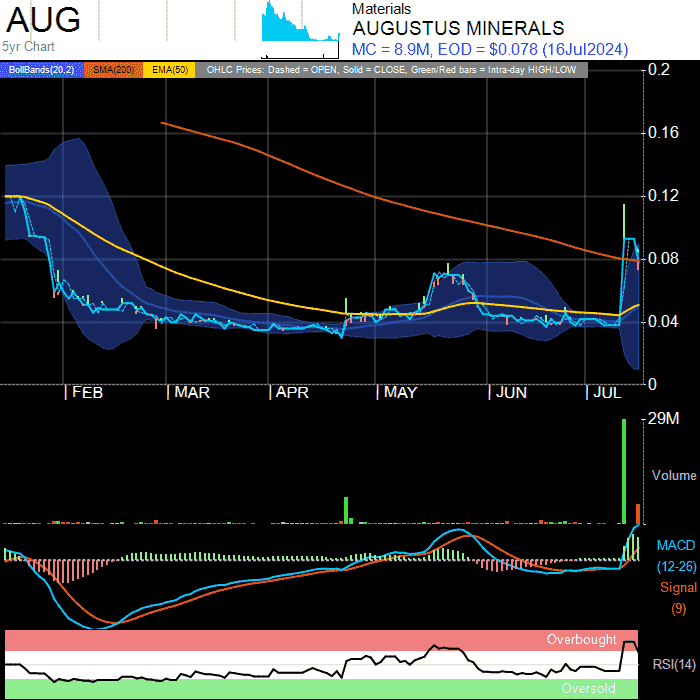 AUG
5yr Chart
Materials
AUGUSTUS MINERALS
MC = 8.9M, EOD = $0.078 (16Jul2024)
BollBands(20,2) SMA(200) EMA(50) OHLC Prices: Dashed = OPEN, Solid = CLOSE, Green/Red bars = Intra-day HIGH/LOW
0.2
0.16
0.12
0.08
0.04
0
| FEB | MAR | APR | MAY | JUN | JUL
29M
Volume
MACD
(12-26)
Signal
(9)
Overbought
RSI(14)
Oversold